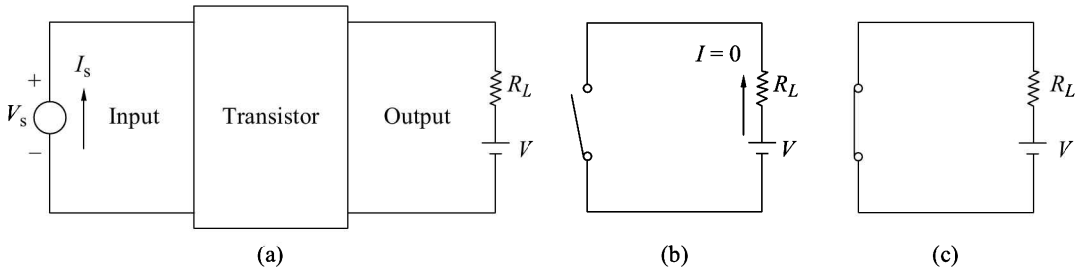 +
I_s
V_s
−
Input
Transistor
Output
R_L
V
(a)
I = 0
R_L
V
(b)
R_L
V
(c)